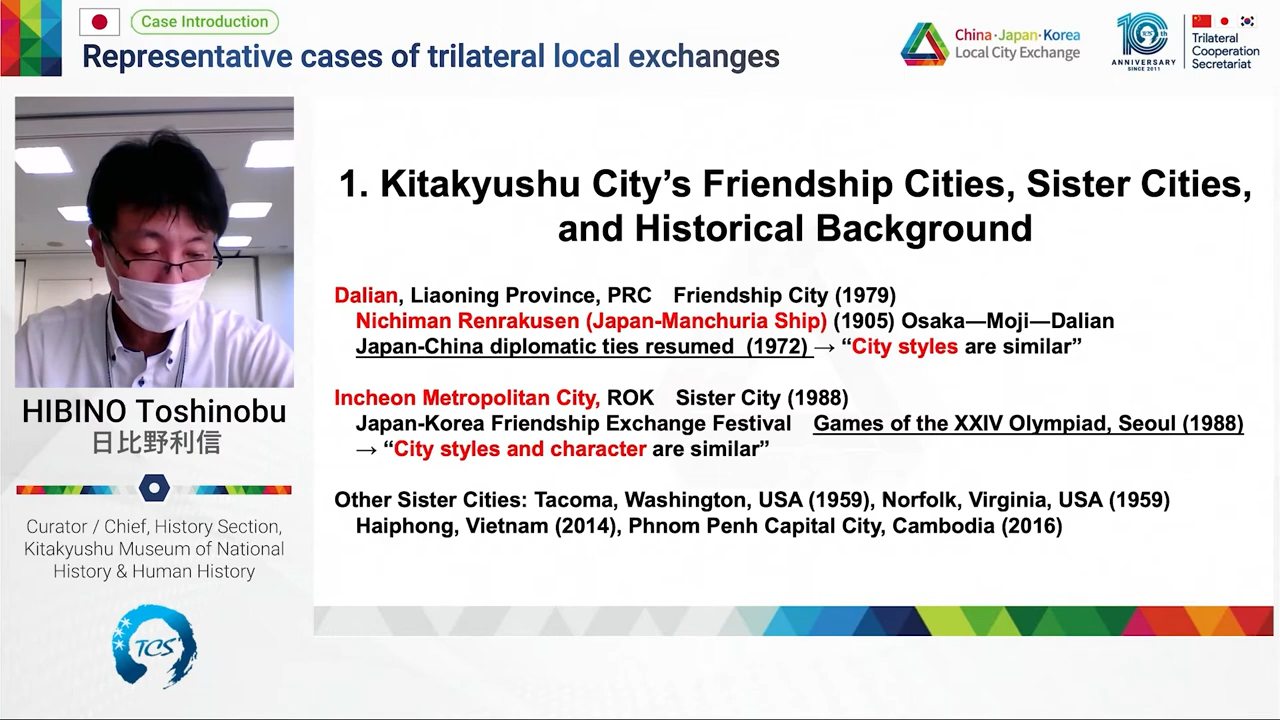 Case Introduction
Representative cases of trilateral local exchanges
China·Japan·Korea
Local City Exchange
10th
TCS
ANNIVERSARY
SINCE 2011
Trilateral
Cooperation
Secretariat
1. Kitakyushu City’s Friendship Cities, Sister Cities,
and Historical Background
Dalian, Liaoning Province, PRC Friendship City (1979)
Nichiman Renrakusen (Japan-Manchuria Ship) (1905) Osaka—Moji—Dalian
Japan-China diplomatic ties resumed (1972) → “City styles are similar”
Incheon Metropolitan City, ROK Sister City (1988)
Japan-Korea Friendship Exchange Festival Games of the XXIV Olympiad, Seoul (1988)
→ “City styles and character are similar”
Other Sister Cities: Tacoma, Washington, USA (1959), Norfolk, Virginia, USA (1959)
Haiphong, Vietnam (2014), Phnom Penh Capital City, Cambodia (2016)
HIBINO Toshinobu
日比野利信
Curator / Chief, History Section,
Kitakyushu Museum of National
History & Human History
TCS